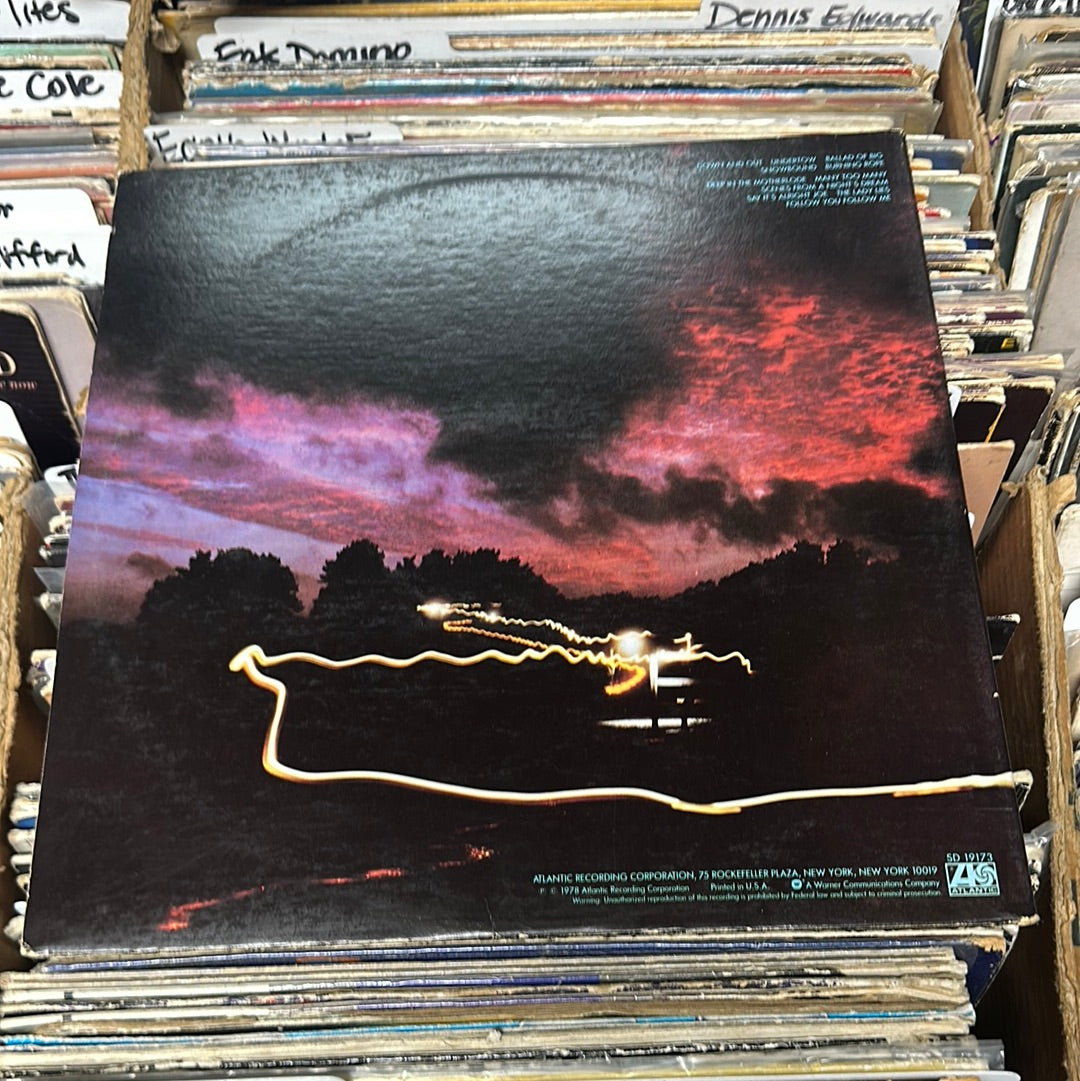 Dennis Edwards
Fats Domino
Cole
DOWN AND OUT UNDERTOW BALLAD OF BIG
SNOWBOUND BURNING ROPE
DEEP IN THE MOTHERLODE MANY TOO MANY
SCENES FROM A NIGHT'S DREAM
SAY IT'S ALRIGHT JOE THE LADY LIES
FOLLOW YOU FOLLOW ME
SD 19173
ATLANTIC RECORDING CORPORATION, 75 ROCKEFELLER PLAZA, NEW YORK, NEW YORK 10019
P. © 1978 Atlantic Recording Corporation Printed in U.S.A. A Warner Communications Company
Warning: Unauthorized reproduction of this recording is prohibited by Federal law and subject to criminal prosecution.
ATLANTIC